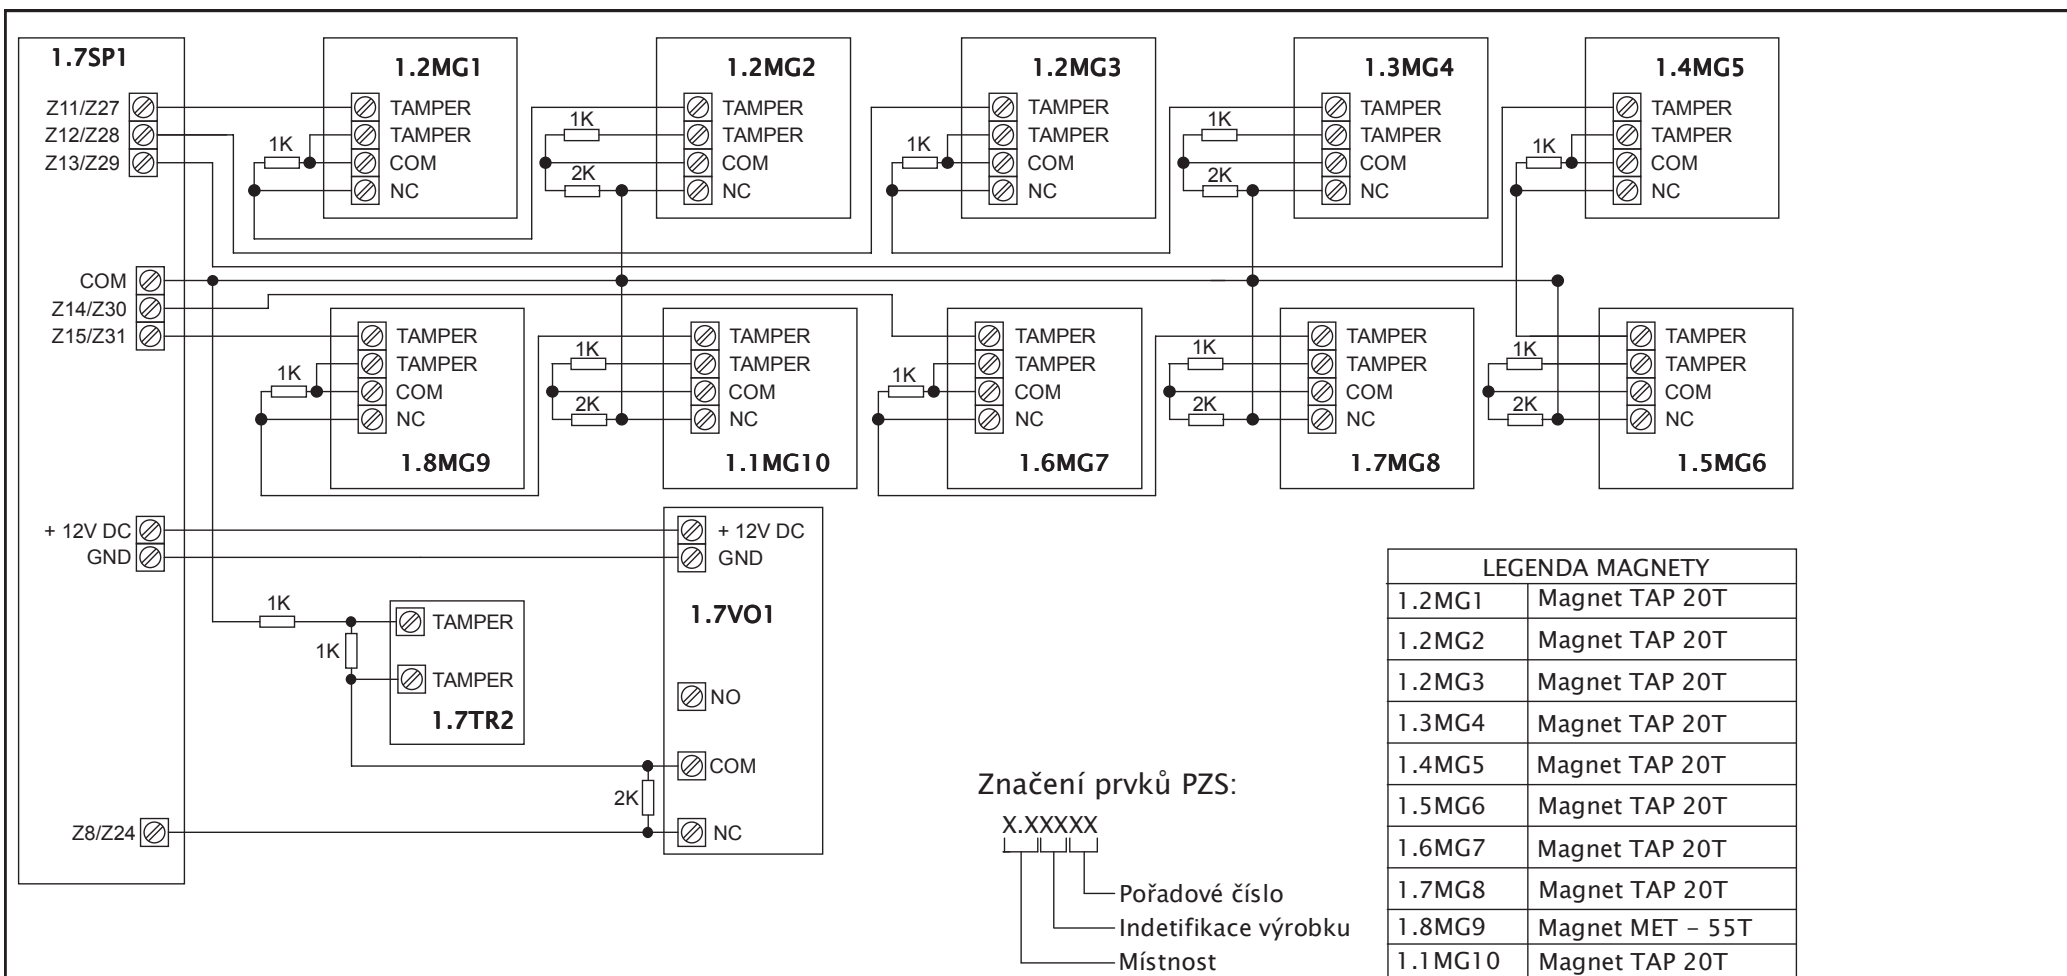 1.7SP1
Z11/Z27
Z12/Z28
Z13/Z29
COM
Z14/Z30
Z15/Z31
+ 12V DC
GND
Z8/Z24
1.2MG1
TAMPER
TAMPER
COM
NC
1K
1.2MG2
TAMPER
TAMPER
COM
NC
1K
2K
1.2MG3
TAMPER
TAMPER
COM
NC
1K
1.3MG4
TAMPER
TAMPER
COM
NC
1K
2K
1.4MG5
TAMPER
TAMPER
COM
NC
1K
TAMPER
TAMPER
COM
NC
1K
1.8MG9
TAMPER
TAMPER
COM
NC
1K
2K
1.1MG10
TAMPER
TAMPER
COM
NC
1K
1.6MG7
TAMPER
TAMPER
COM
NC
1K
2K
1.7MG8
TAMPER
TAMPER
COM
NC
1K
2K
1.5MG6
1K
1K
TAMPER
TAMPER
1.7TR2
+ 12V DC
GND
1.7VO1
NO
COM
2K
NC
Značení prvků PZS:
X.XXXXX
Pořadové číslo
Indetifikace výrobku
Místnost
LEGENDA MAGNETY
1.2MG1 Magnet TAP 20T
1.2MG2 Magnet TAP 20T
1.2MG3 Magnet TAP 20T
1.3MG4 Magnet TAP 20T
1.4MG5 Magnet TAP 20T
1.5MG6 Magnet TAP 20T
1.6MG7 Magnet TAP 20T
1.7MG8 Magnet TAP 20T
1.8MG9 Magnet MET – 55T
1.1MG10 Magnet TAP 20T